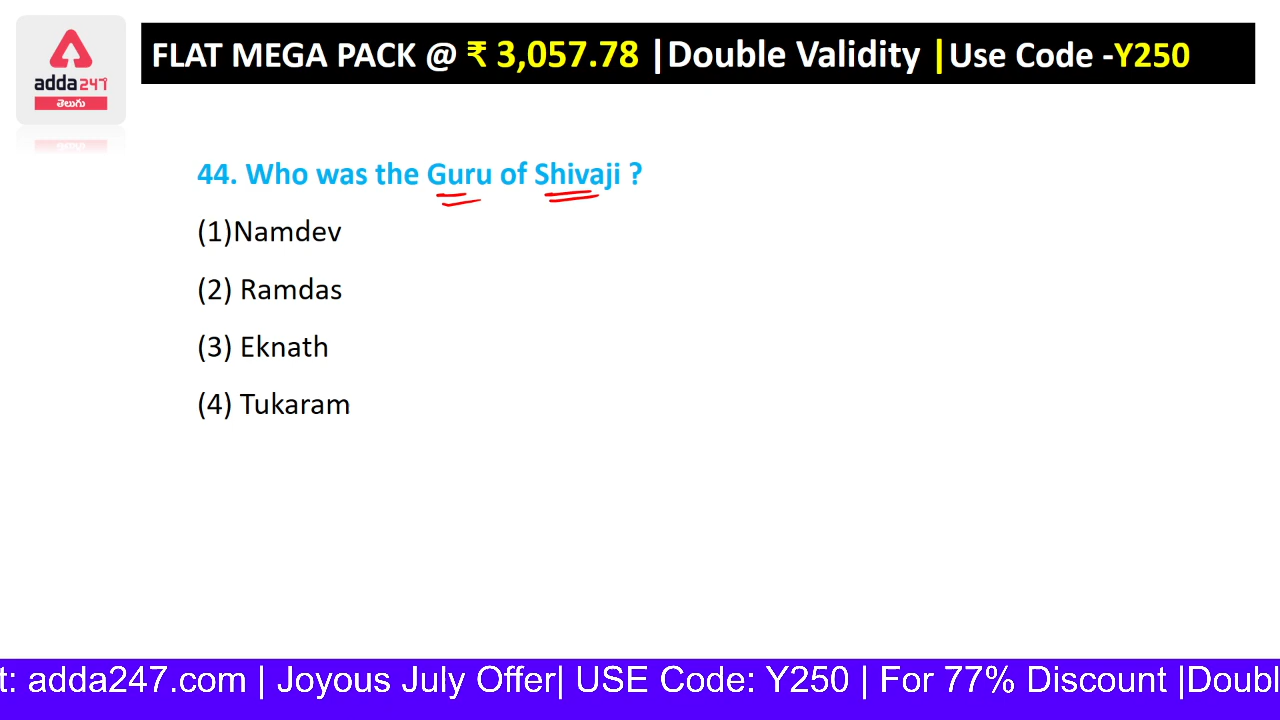 FLAT MEGA PACK @ ₹ 3,057.78 |Double Validity |Use Code -Y250
adda247
తెలుగు
44. Who was the Guru of Shivaji ?
(1)Namdev
(2) Ramdas
(3) Eknath
(4) Tukaram
t: adda247.com | Joyous July Offer| USE Code: Y250 | For 77% Discount |Doubl